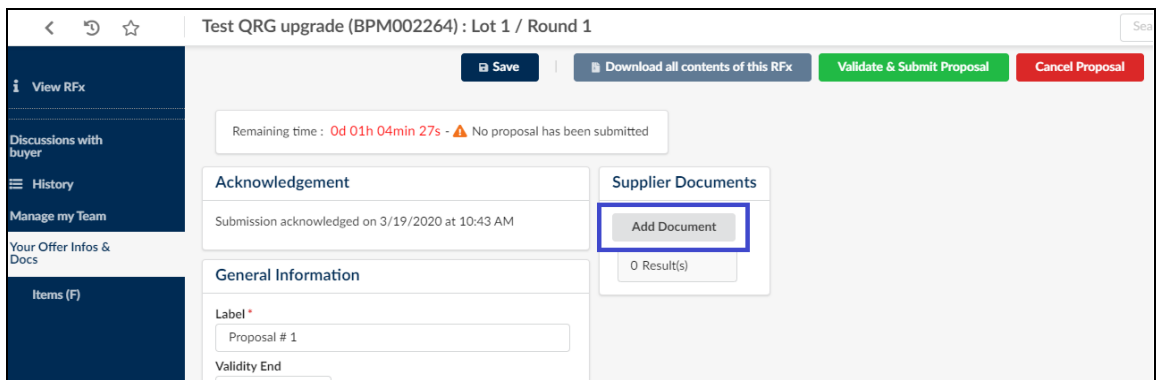 Test QRG upgrade (BPM002264) : Lot 1 / Round 1
Sea
Save
Download all contents of this RFx
Validate & Submit Proposal
Cancel Proposal
View RFx
Discussions with
buyer
History
Manage my Team
Your Offer Infos &
Docs
Items (F)
Remaining time : 0d 01h 04min 27s - No proposal has been submitted
Acknowledgement
Submission acknowledged on 3/19/2020 at 10:43 AM
Supplier Documents
Add Document
0 Result(s)
General Information
Label *
Proposal # 1
Validity End